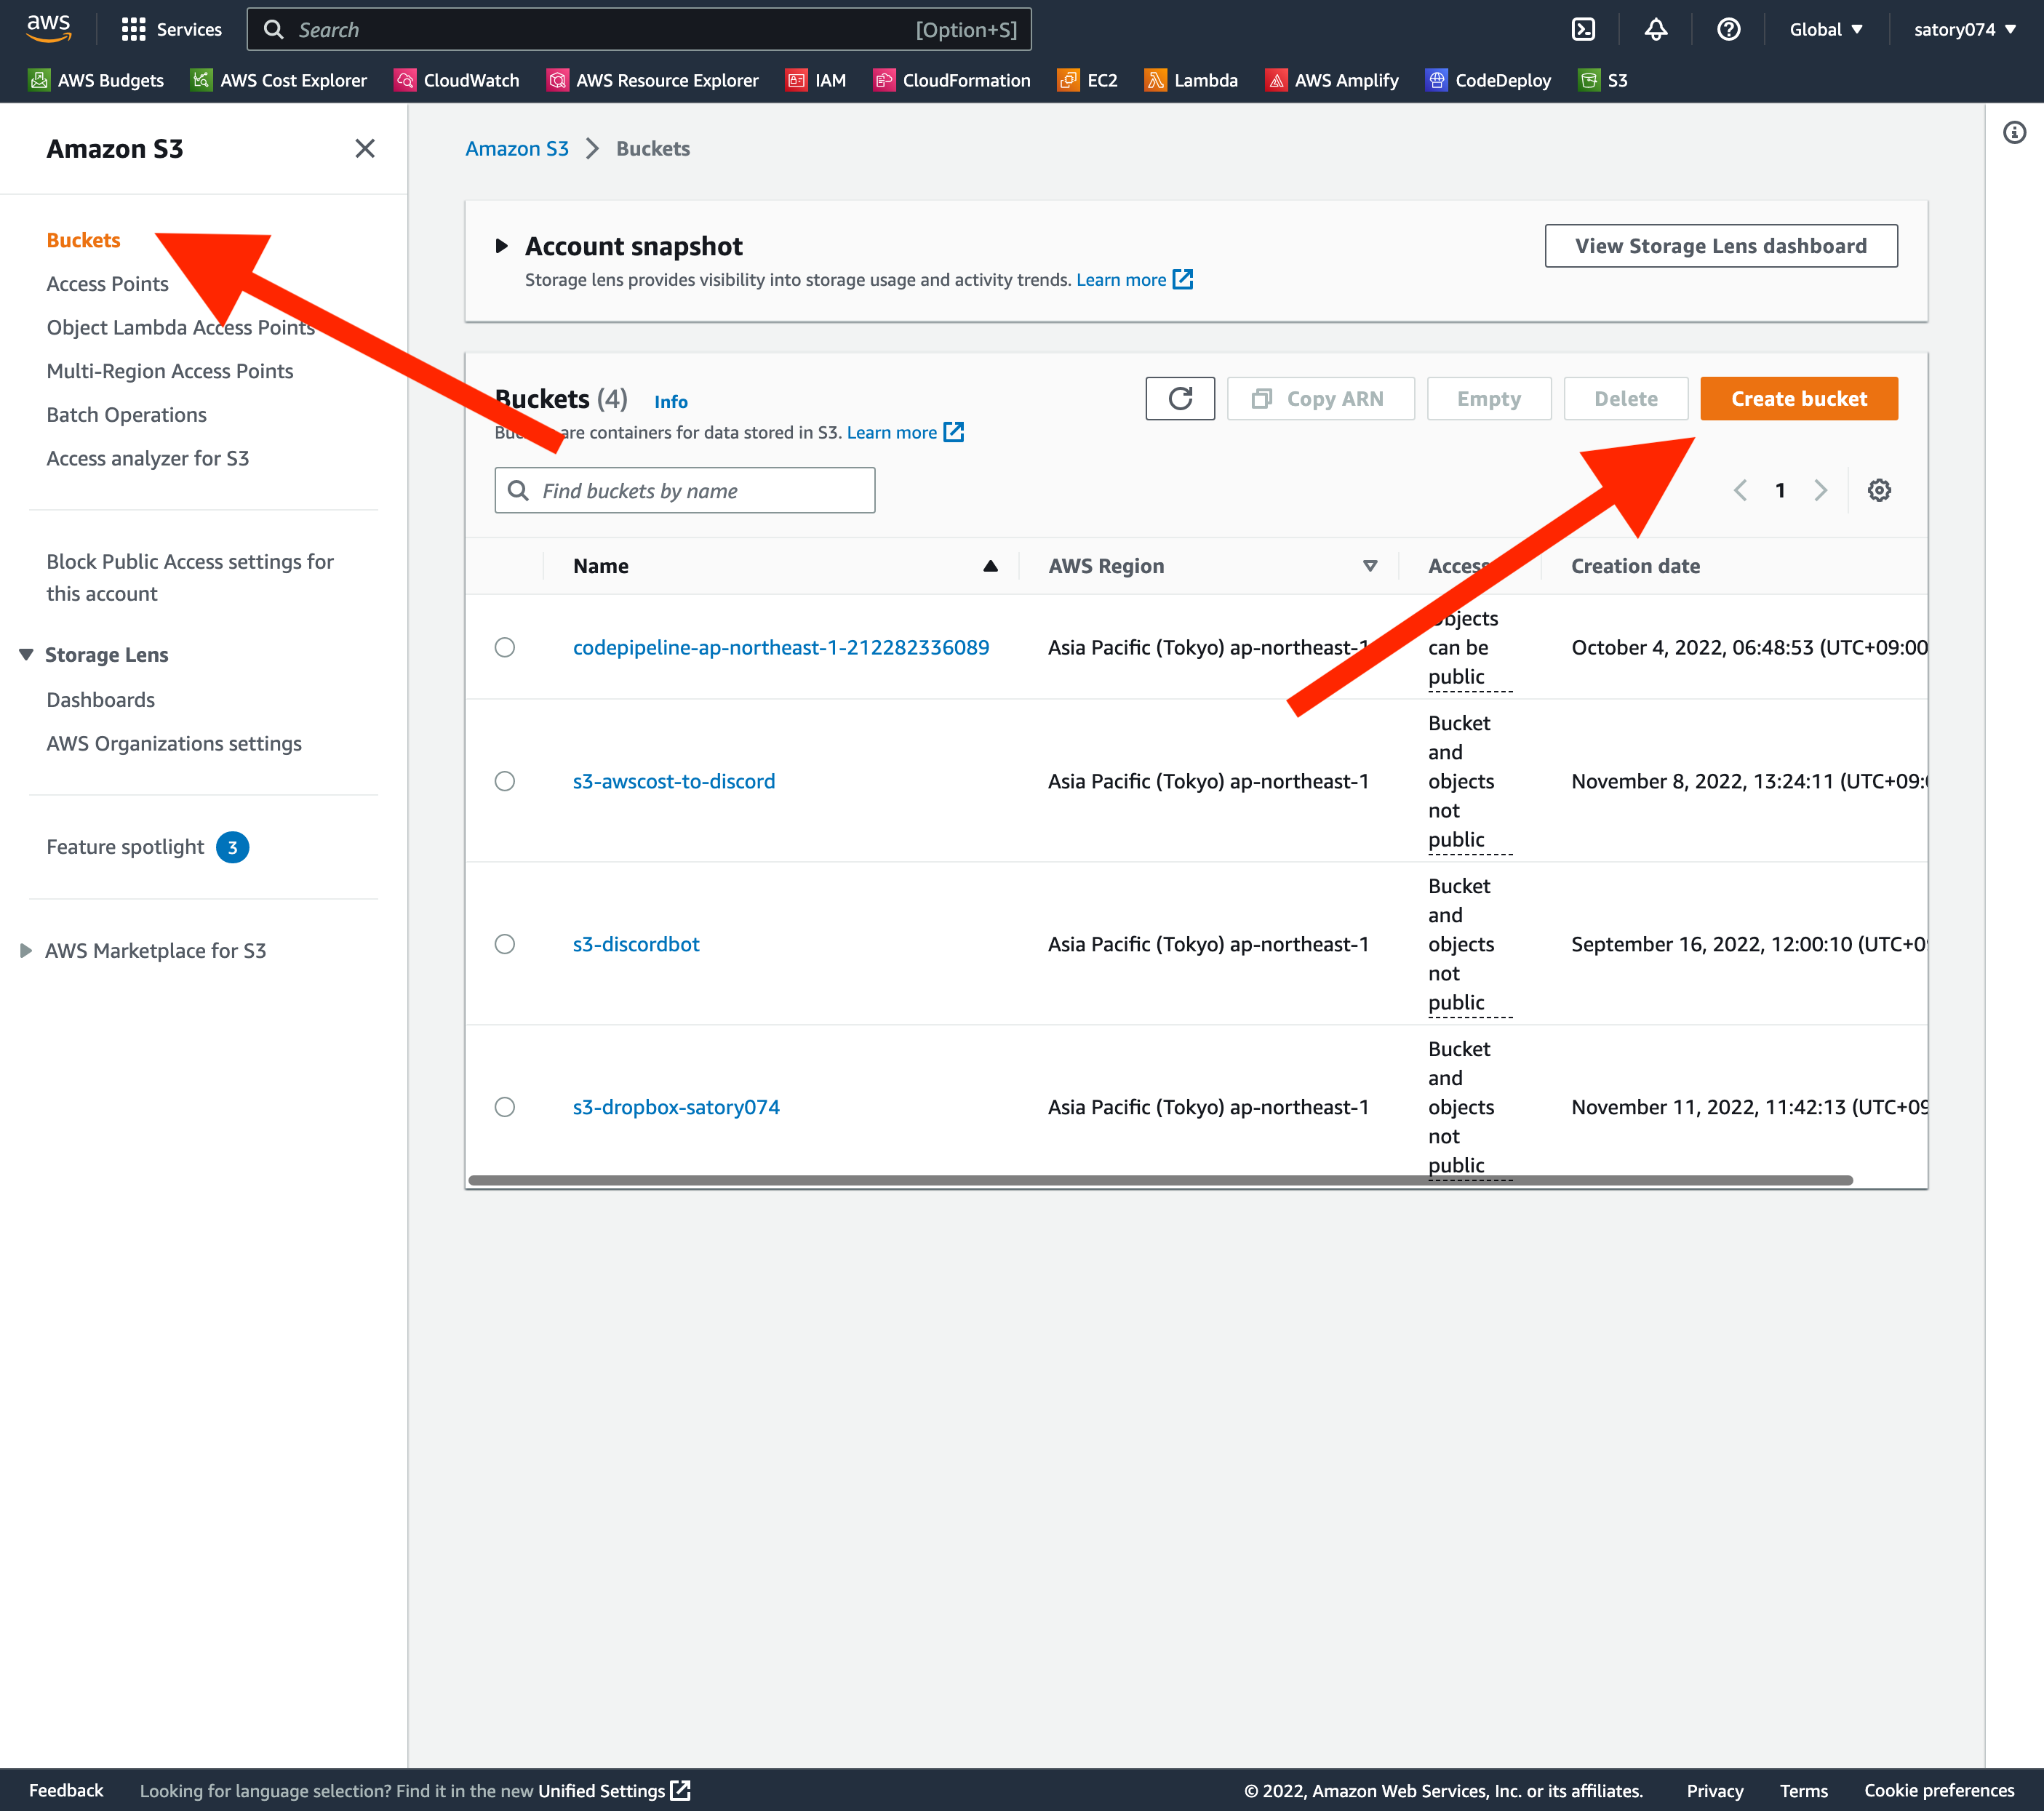 aws
Services
Search
[Option+S]
Global
satory074
AWS Budgets
AWS Cost Explorer
CloudWatch
AWS Resource Explorer
IAM
CloudFormation
EC2
Lambda
AWS Amplify
CodeDeploy
S3
Amazon S3
Buckets
Access Points
Object Lambda Access Points
Multi-Region Access Points
Batch Operations
Access analyzer for S3
Block Public Access settings for
this account
Storage Lens
Dashboards
AWS Organizations settings
Feature spotlight 3
AWS Marketplace for S3
Amazon S3 > Buckets
Account snapshot
Storage lens provides visibility into storage usage and activity trends. Learn more
View Storage Lens dashboard
Buckets (4) Info
are containers for data stored in S3. Learn more
Copy ARN
Empty
Delete
Create bucket
Find buckets by name
1
Name
AWS Region
Access
Creation date
codepipeline-ap-northeast-1-212282336089
Asia Pacific (Tokyo) ap-northeast-1
Objects
can be
public
October 4, 2022, 06:48:53 (UTC+09:00
s3-awscost-to-discord
Asia Pacific (Tokyo) ap-northeast-1
Bucket
and
objects
not
public
November 8, 2022, 13:24:11 (UTC+09:
s3-discordbot
Asia Pacific (Tokyo) ap-northeast-1
Bucket
and
objects
not
public
September 16, 2022, 12:00:10 (UTC+0
s3-dropbox-satory074
Asia Pacific (Tokyo) ap-northeast-1
Bucket
and
objects
not
public
November 11, 2022, 11:42:13 (UTC+09
Feedback
Looking for language selection? Find it in the new Unified Settings
© 2022, Amazon Web Services, Inc. or its affiliates.
Privacy
Terms
Cookie preferences